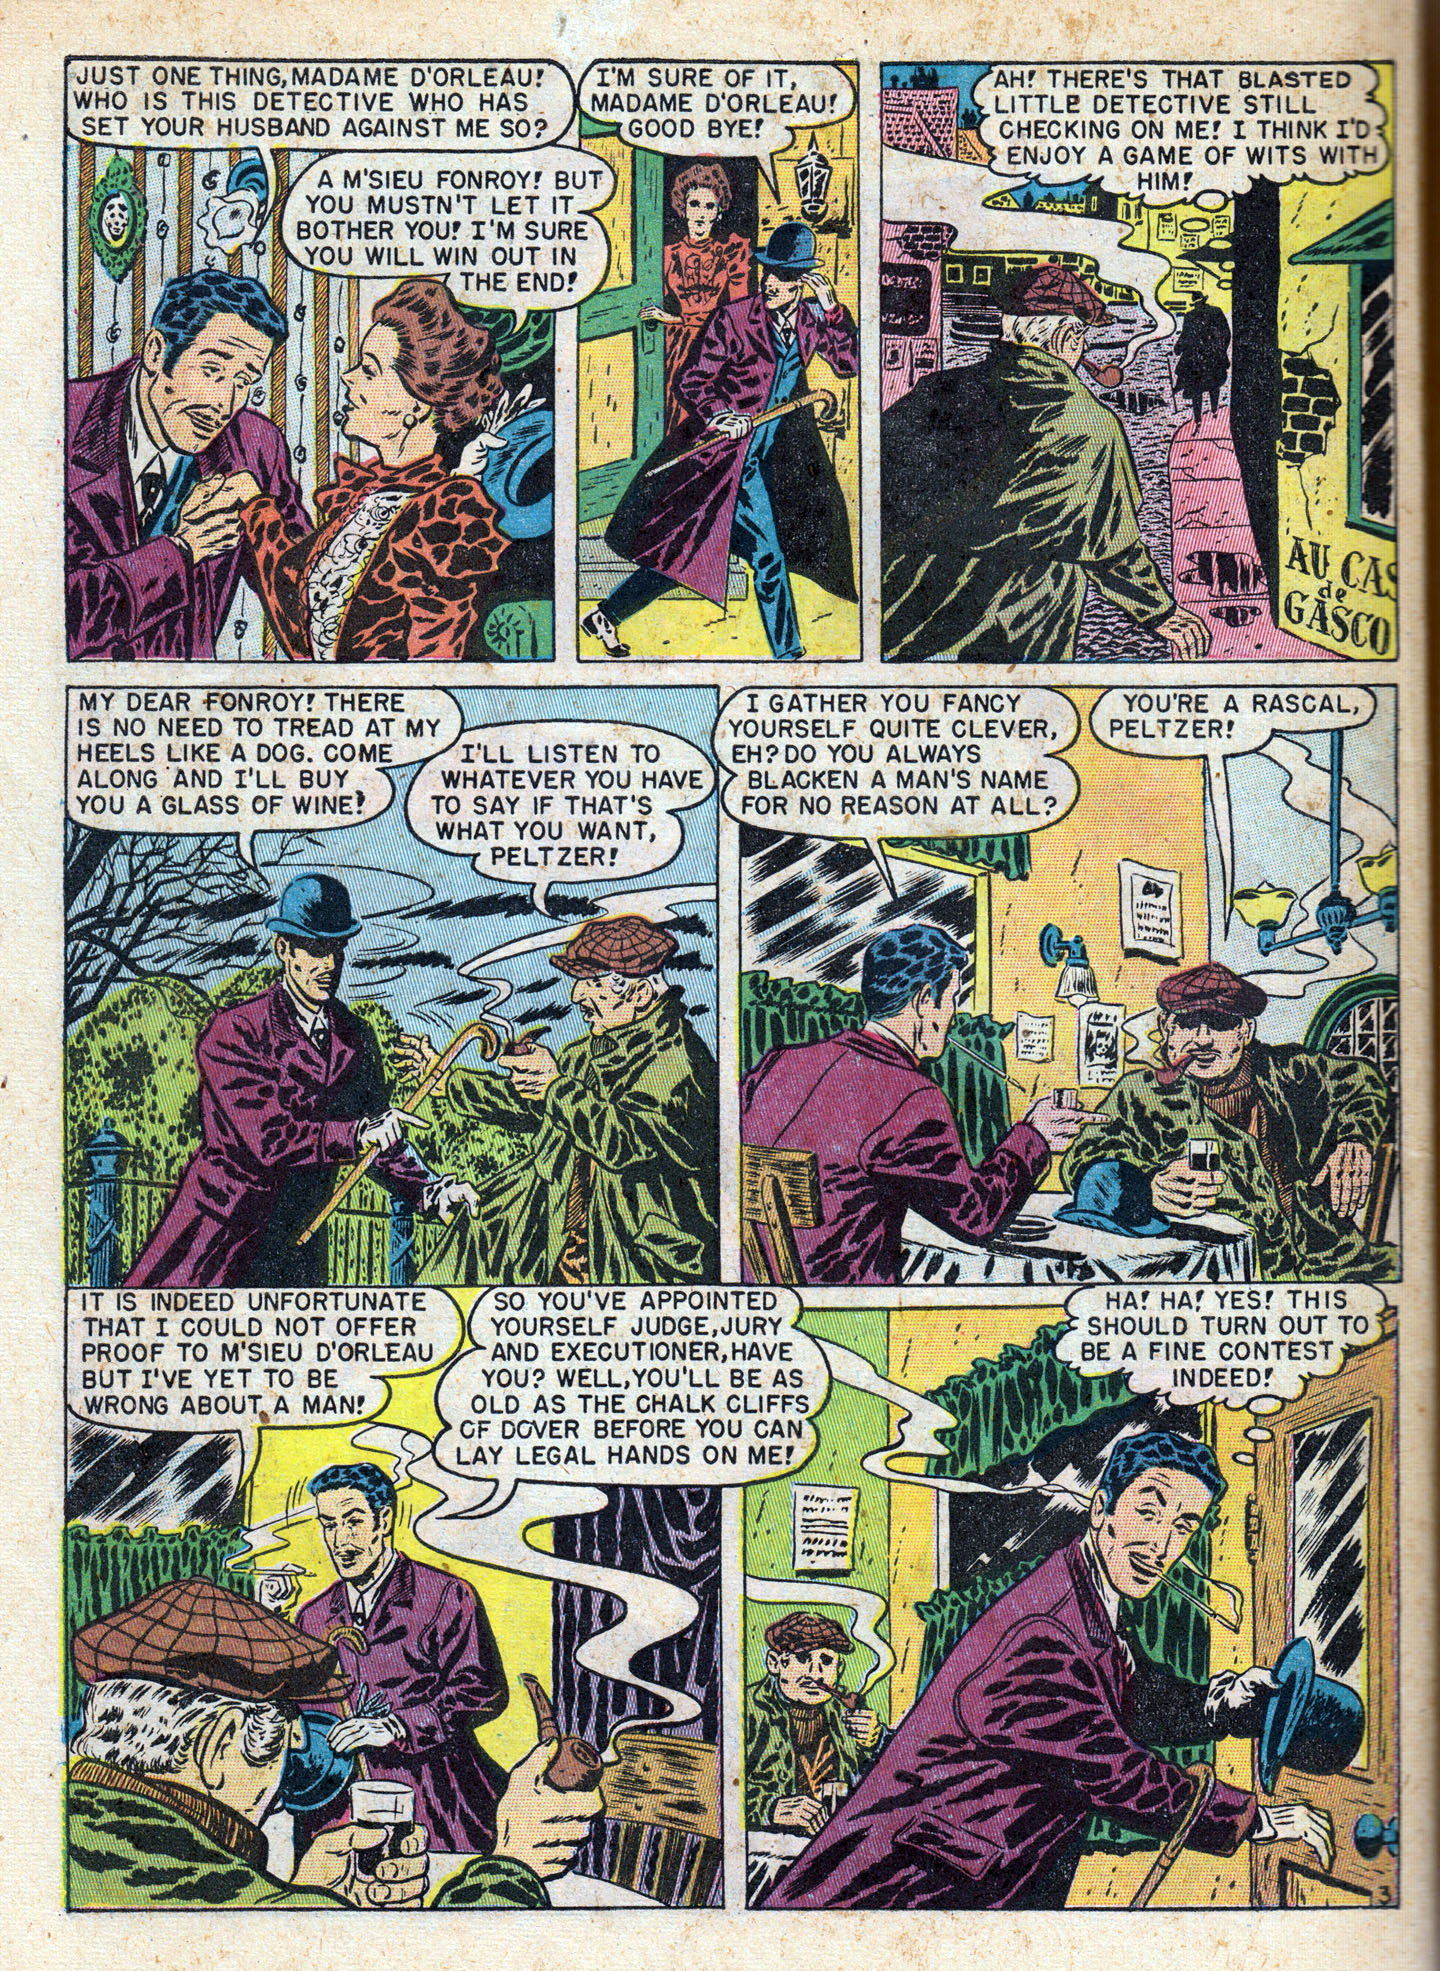 JUST ONE THING, MADAME D'ORLEAU!
WHO IS THIS DETECTIVE WHO HAS
SET YOUR HUSBAND AGAINST ME SO?
A M'SIEU FONROY! BUT
YOU MUSTN'T LET IT
BOTHER YOU! I'M SURE
YOU WILL WIN OUT IN
THE END!
I'M SURE OF IT,
MADAME D'ORLEAU!
GOOD BYE!
AH! THERE'S THAT BLASTED
LITTLE DETECTIVE STILL
CHECKING ON ME! I THINK I'D
ENJOY A GAME OF WITS WITH
HIM!
AU CAS
de
GASCO
MY DEAR FONROY! THERE
IS NO NEED TO TREAD AT MY
HEELS LIKE A DOG. COME
ALONG AND I'LL BUY
YOU A GLASS OF WINE!
I'LL LISTEN TO
WHATEVER YOU HAVE
TO SAY IF THAT'S
WHAT YOU WANT,
PELTZER!
I GATHER YOU FANCY
YOURSELF QUITE CLEVER,
EH? DO YOU ALWAYS
BLACKEN A MAN'S NAME
FOR NO REASON AT ALL?
YOU'RE A RASCAL,
PELTZER!
IT IS INDEED UNFORTUNATE
THAT I COULD NOT OFFER
PROOF TO M'SIEU D'ORLEAU
BUT I'VE YET TO BE
WRONG ABOUT A MAN!
SO YOU'VE APPOINTED
YOURSELF JUDGE, JURY
AND EXECUTIONER, HAVE
YOU? WELL, YOU'LL BE AS
OLD AS THE CHALK CLIFFS
OF DOVER BEFORE YOU CAN
LAY LEGAL HANDS ON ME!
HA! HA! YES! THIS
SHOULD TURN OUT TO
BE A FINE CONTEST
INDEED!
3